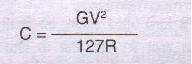 C = GV²
127R